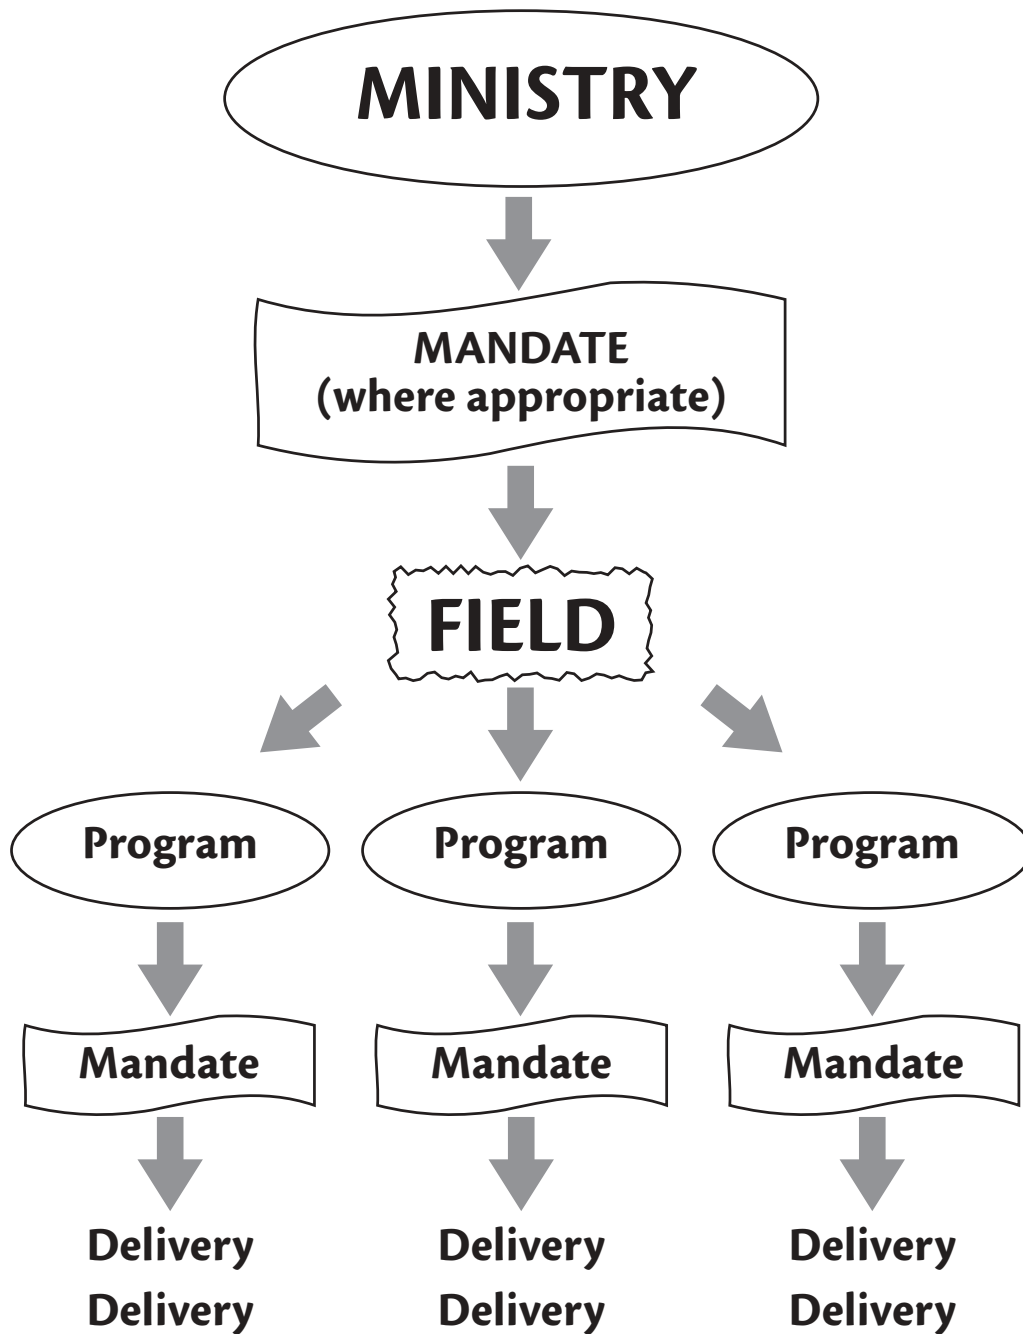 MINISTRY
MANDATE
(where appropriate)
FIELD
Program Program Program
Mandate Mandate Mandate
Delivery Delivery Delivery
Delivery Delivery Delivery